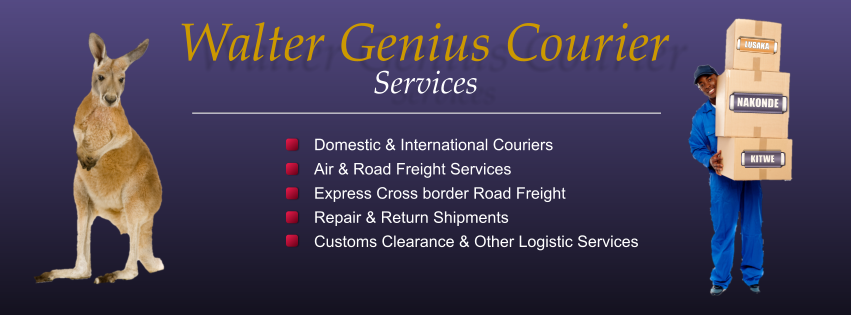 Walter Genius Courier
Services
Domestic & International Couriers
Air & Road Freight Services
Express Cross border Road Freight
Repair & Return Shipments
Customs Clearance & Other Logistic Services
LUSAKA
NAKONDE
KITWE